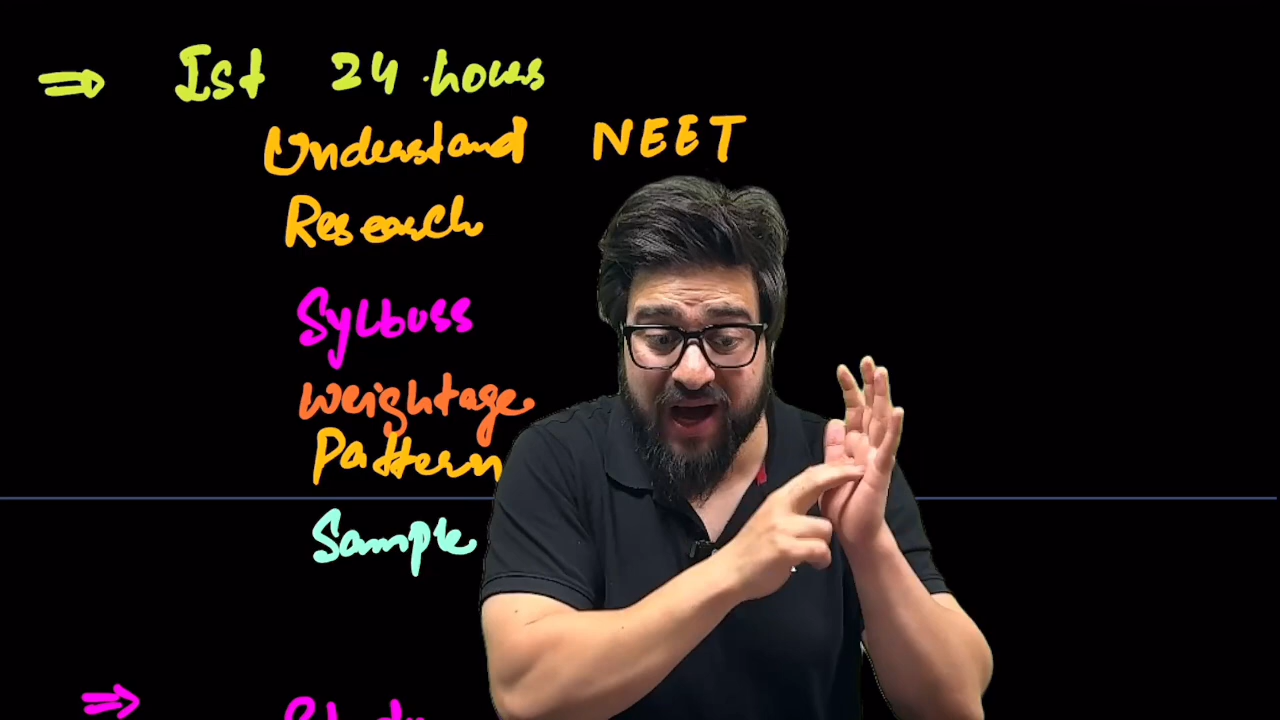 ⇒ Ist 24 hours
Understand NEET
Research
Sylbuss
Weightage
Pattern
Sample
⇒